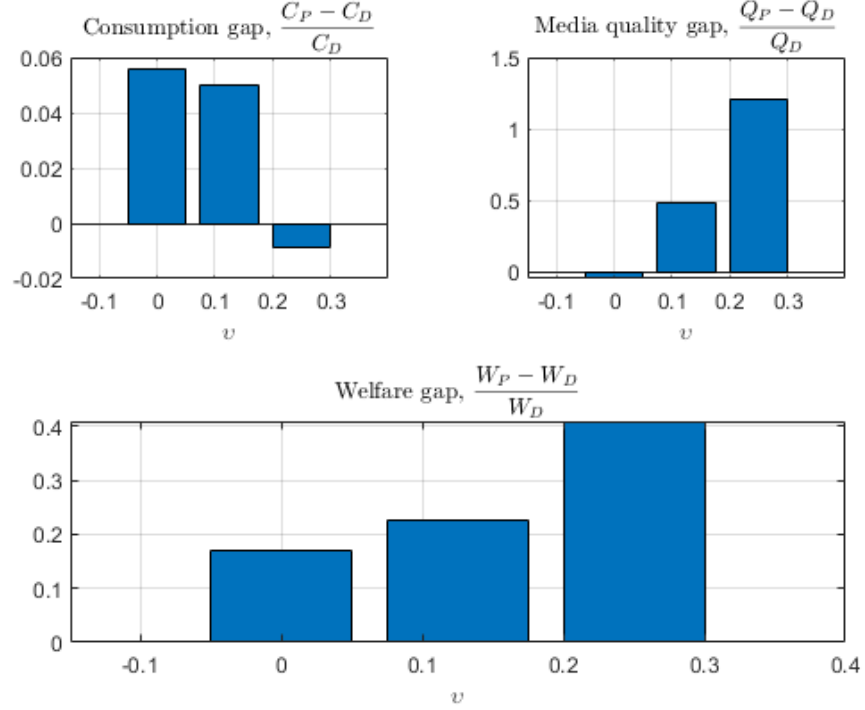 Consumption gap, $\frac{C_P - C_D}{C_D}$
0.06
0.04
0.02
0
-0.02
-0.1 0 0.1 0.2 0.3
υ
Media quality gap, $\frac{Q_P - Q_D}{Q_D}$
1.5
1
0.5
0
-0.1 0 0.1 0.2 0.3
υ
Welfare gap, $\frac{W_P - W_D}{W_D}$
0.4
0.3
0.2
0.1
0
-0.1 0 0.1 0.2 0.3 0.4
υ